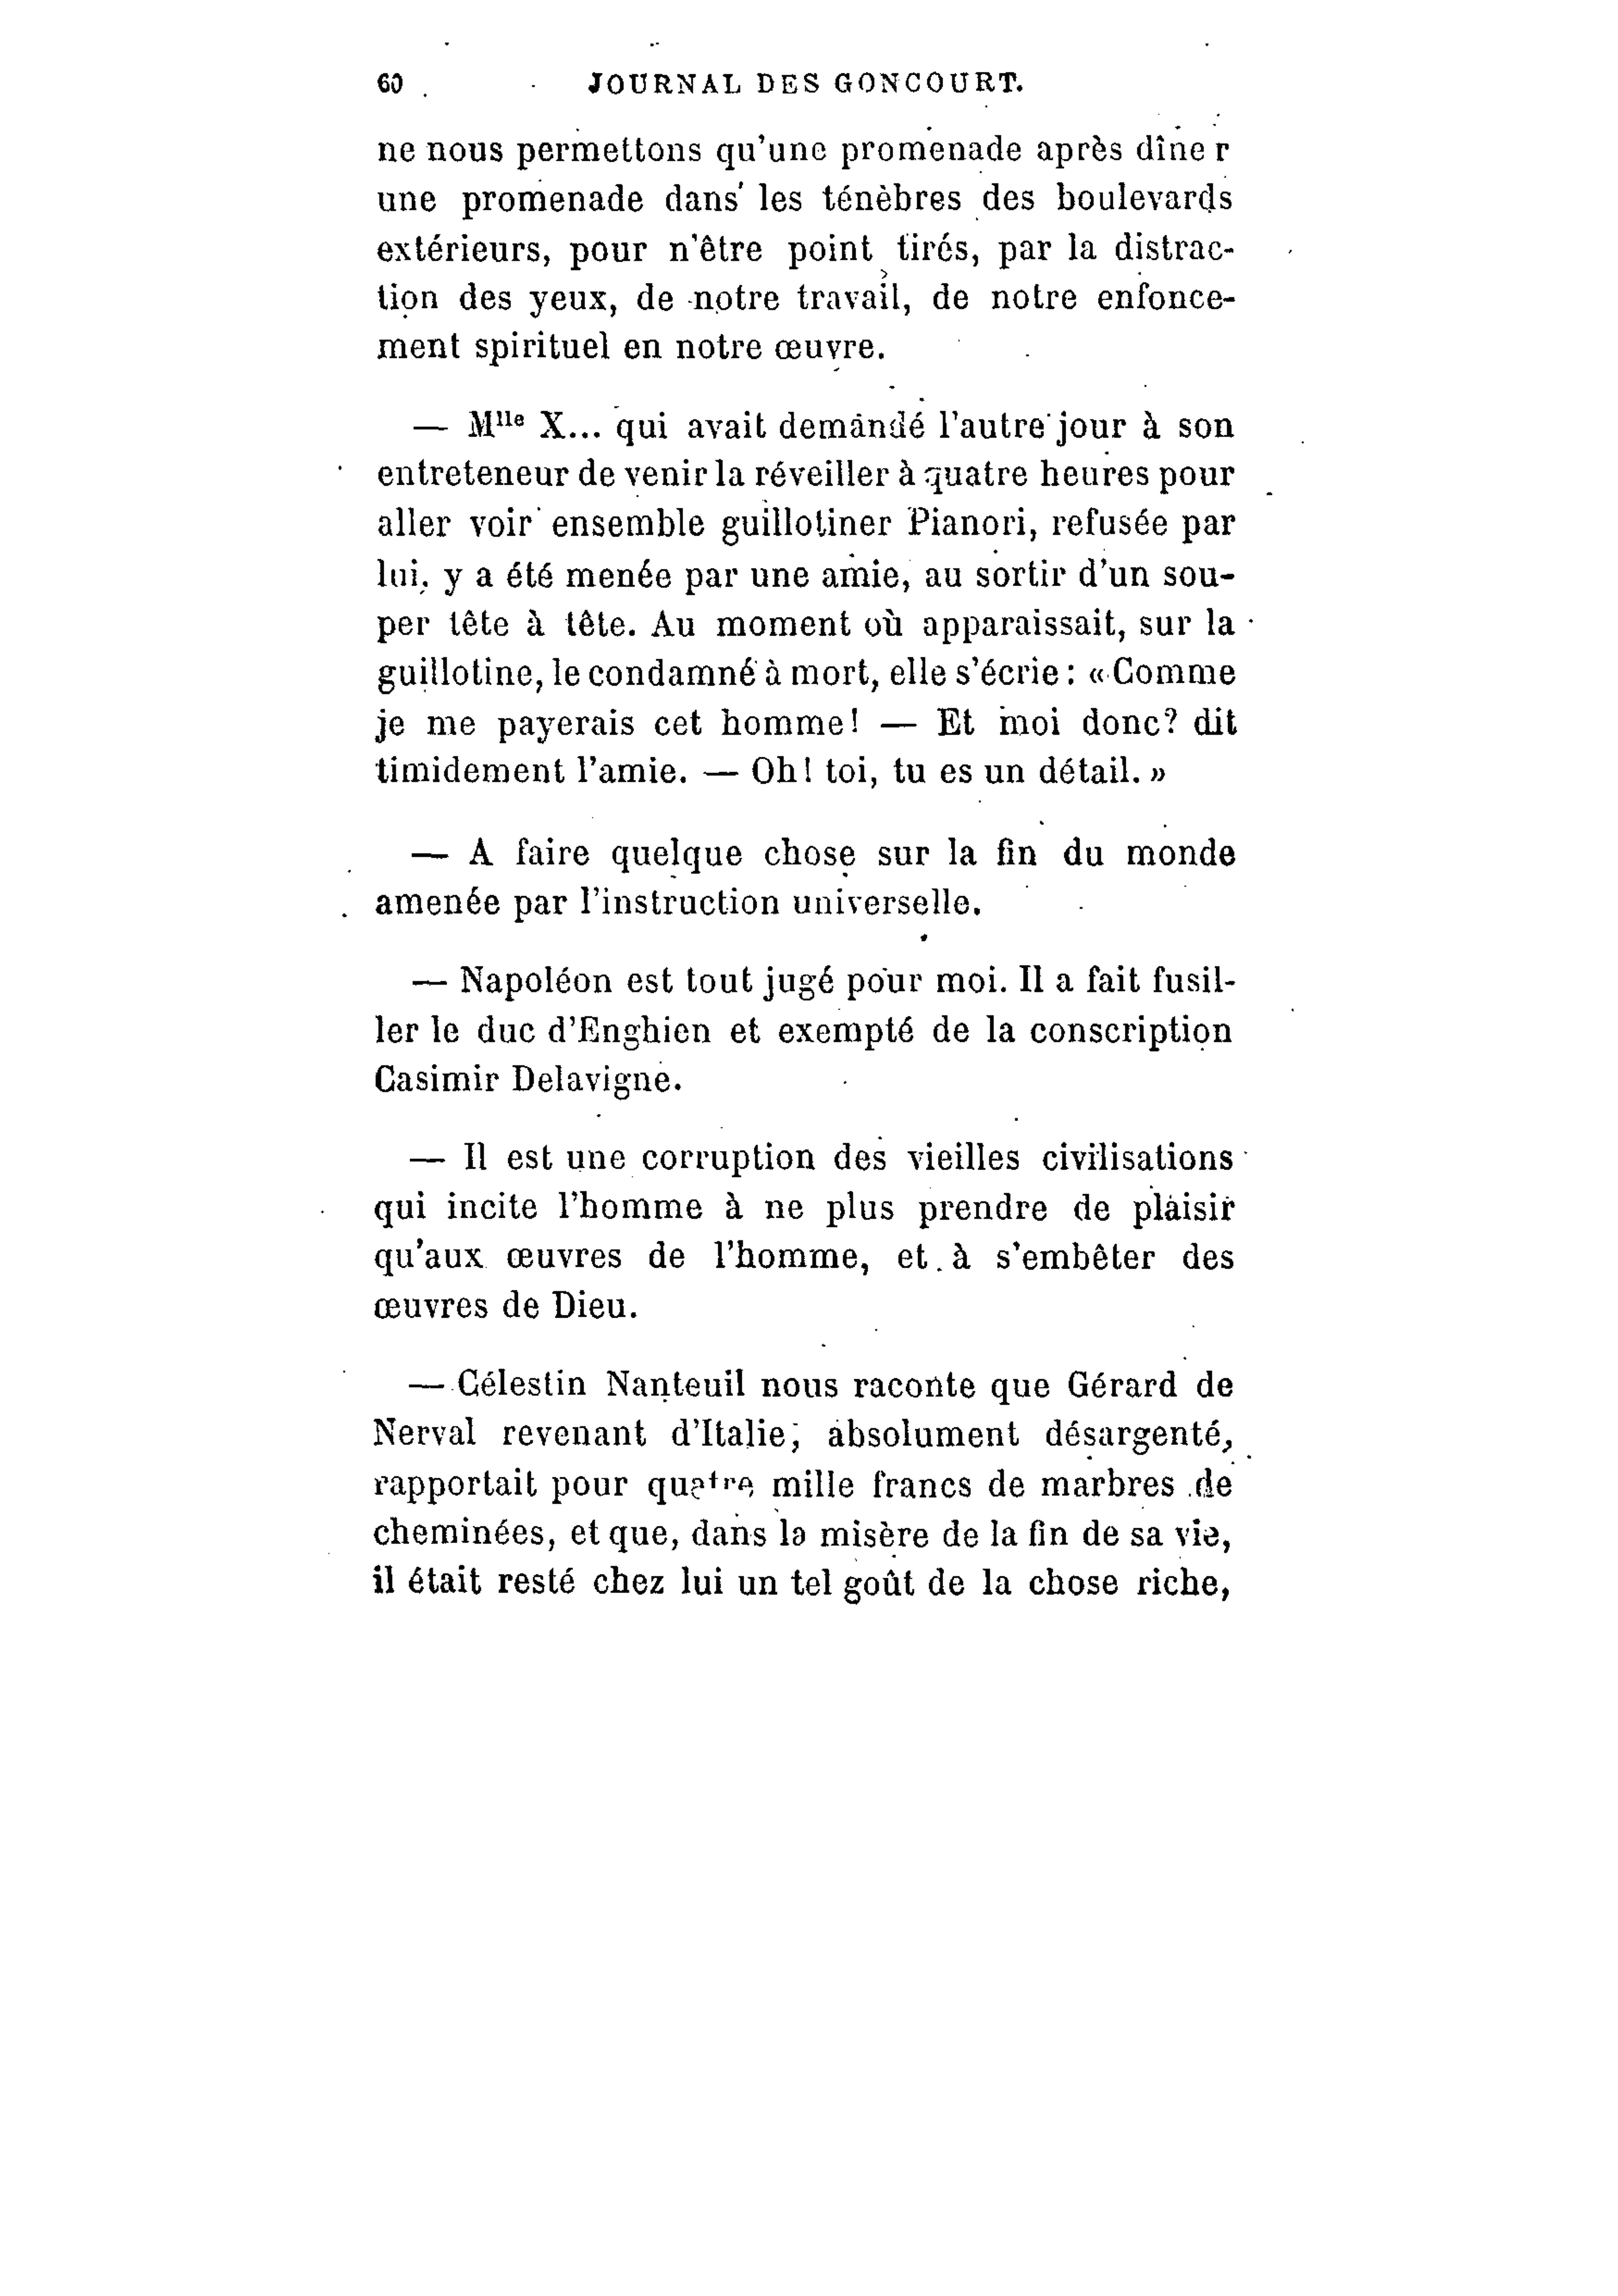 60 JOURNAL DES GONCOURT.
ne nous permettons qu'une promenade après dîner
une promenade dans les ténèbres des boulevards
extérieurs, pour n'être point tirés, par la distrac-
tion des yeux, de notre travail, de notre enfonce-
ment spirituel en notre œuvre.
— Mlle X... qui avait demandé l'autre jour à son
entreteneur de venir la réveiller à quatre heures pour
aller voir ensemble guillotiner Pianori, refusée par
lui, y a été menée par une amie, au sortir d'un sou-
per tête à tête. Au moment où apparaissait, sur la
guillotine, le condamné à mort, elle s'écrie : « Comme
je me payerais cet homme! — Et moi donc? dit
timidement l'amie. — Oh! toi, tu es un détail. »
— A faire quelque chose sur la fin du monde
amenée par l'instruction universelle.
— Napoléon est tout jugé pour moi. Il a fait fusil-
ler le duc d'Enghien et exempté de la conscription
Casimir Delavigne.
— Il est une corruption des vieilles civilisations
qui incite l'homme à ne plus prendre de plaisir
qu'aux œuvres de l'homme, et à s'embêter des
œuvres de Dieu.
— Célestin Nanteuil nous raconte que Gérard de
Nerval revenant d'Italie, absolument désargenté,
rapportait pour quatre mille francs de marbres de
cheminées, et que, dans la misère de la fin de sa vie,
il était resté chez lui un tel goût de la chose riche,